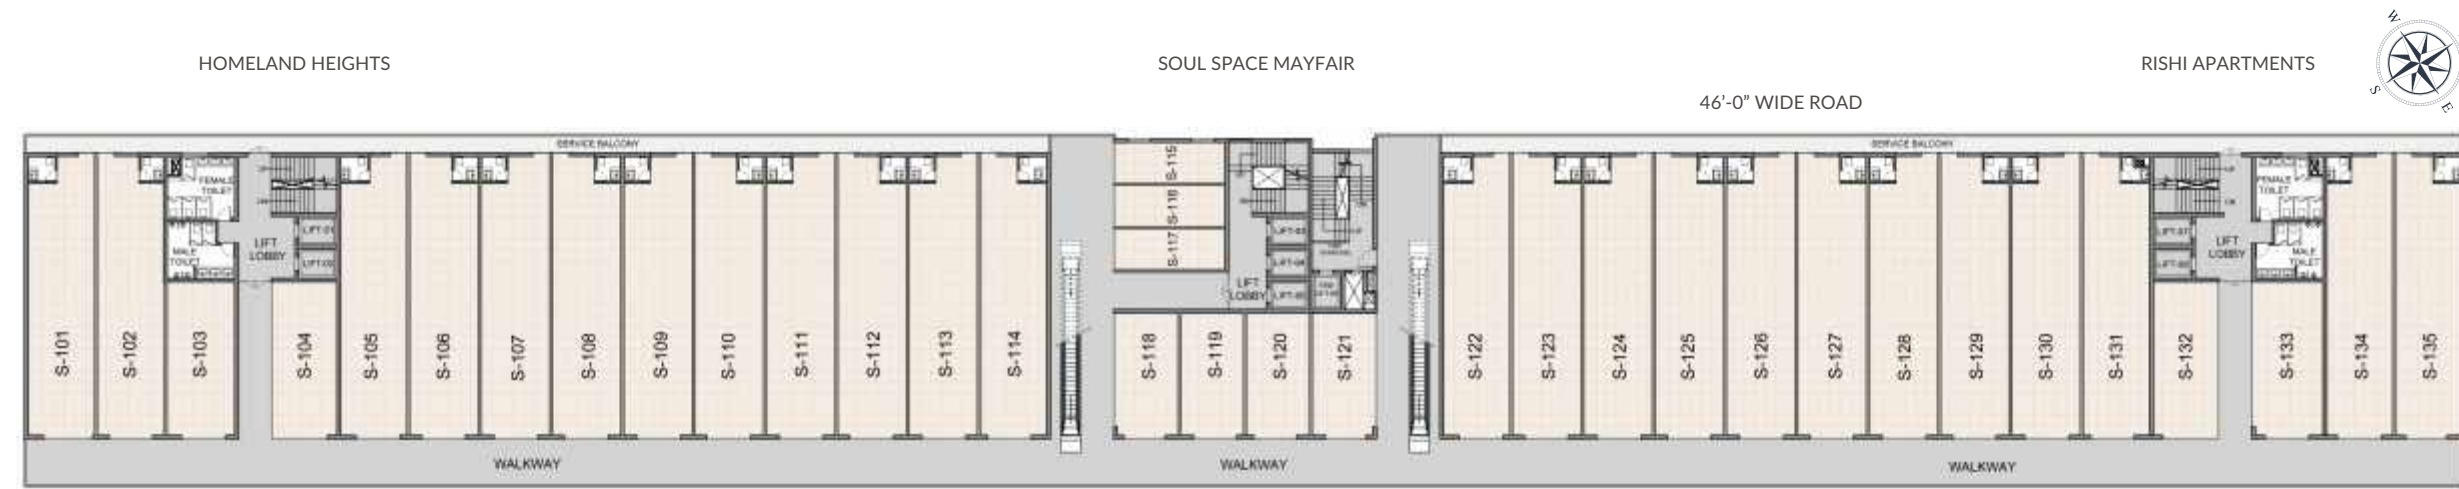 W
HOMELAND HEIGHTS
SOUL SPACE MAYFAIR
RISHI APARTMENTS
S
E
46'-0” WIDE ROAD
SERVICE BALCONY
SERVICE BALCONY
FEMALE
TOILET
MALE
TOILET
LIFT
LOBBY
LIFT-01
LIFT-02
S-115
S-116
S-117
LIFT
LOBBY
LIFT-03
LIFT-04
LIFT-05
LIFT-07
LIFT
LOBBY
FEMALE
TOILET
MALE
TOILET
S-101
S-102
S-103
S-104
S-105
S-106
S-107
S-108
S-109
S-110
S-111
S-112
S-113
S-114
S-118
S-119
S-120
S-121
S-122
S-123
S-124
S-125
S-126
S-127
S-128
S-129
S-130
S-131
S-132
S-133
S-134
S-135
WALKWAY
WALKWAY
WALKWAY